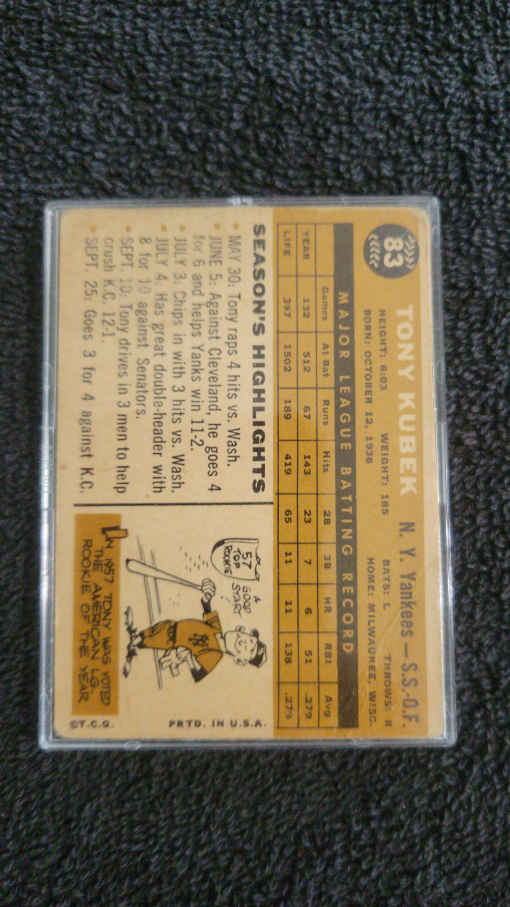 83
TONY KUBEK N. Y. Yankees—S.S.-O.F.
HEIGHT: 6:03 WEIGHT: 185 BATS: L THROWS: R
BORN: OCTOBER 12, 1936 HOME: MILWAUKEE, WISC.
MAJOR LEAGUE BATTING RECORD
Games At Bat Runs Hits 2B 3B HR RBI Avg
YEAR 132 512 67 143 23 7 6 51 .279
LIFE 397 1502 189 419 65 11 11 138 .279
SEASON'S HIGHLIGHTS
• MAY 30: Tony raps 4 hits vs. Wash.
• JUNE 5: Against Cleveland, he goes 4
for 6 and helps Yanks win 11-2.
• JULY 3: Chips in with 3 hits vs. Wash.
• JULY 4: Has great double-header with
8 for 10 against Senators.
• SEPT. 10: Tony drives in 3 men to help
crush K.C. 12-1
• SEPT. 25: Goes 3 for 4 against K.C.
57
TOP
ROOKIE
A
GOOD
START
IN 1957 TONY WAS VOTED
THE AMERICAN LG.
ROOKIE OF THE YEAR
©T.C.G. PRTD. IN U.S.A.